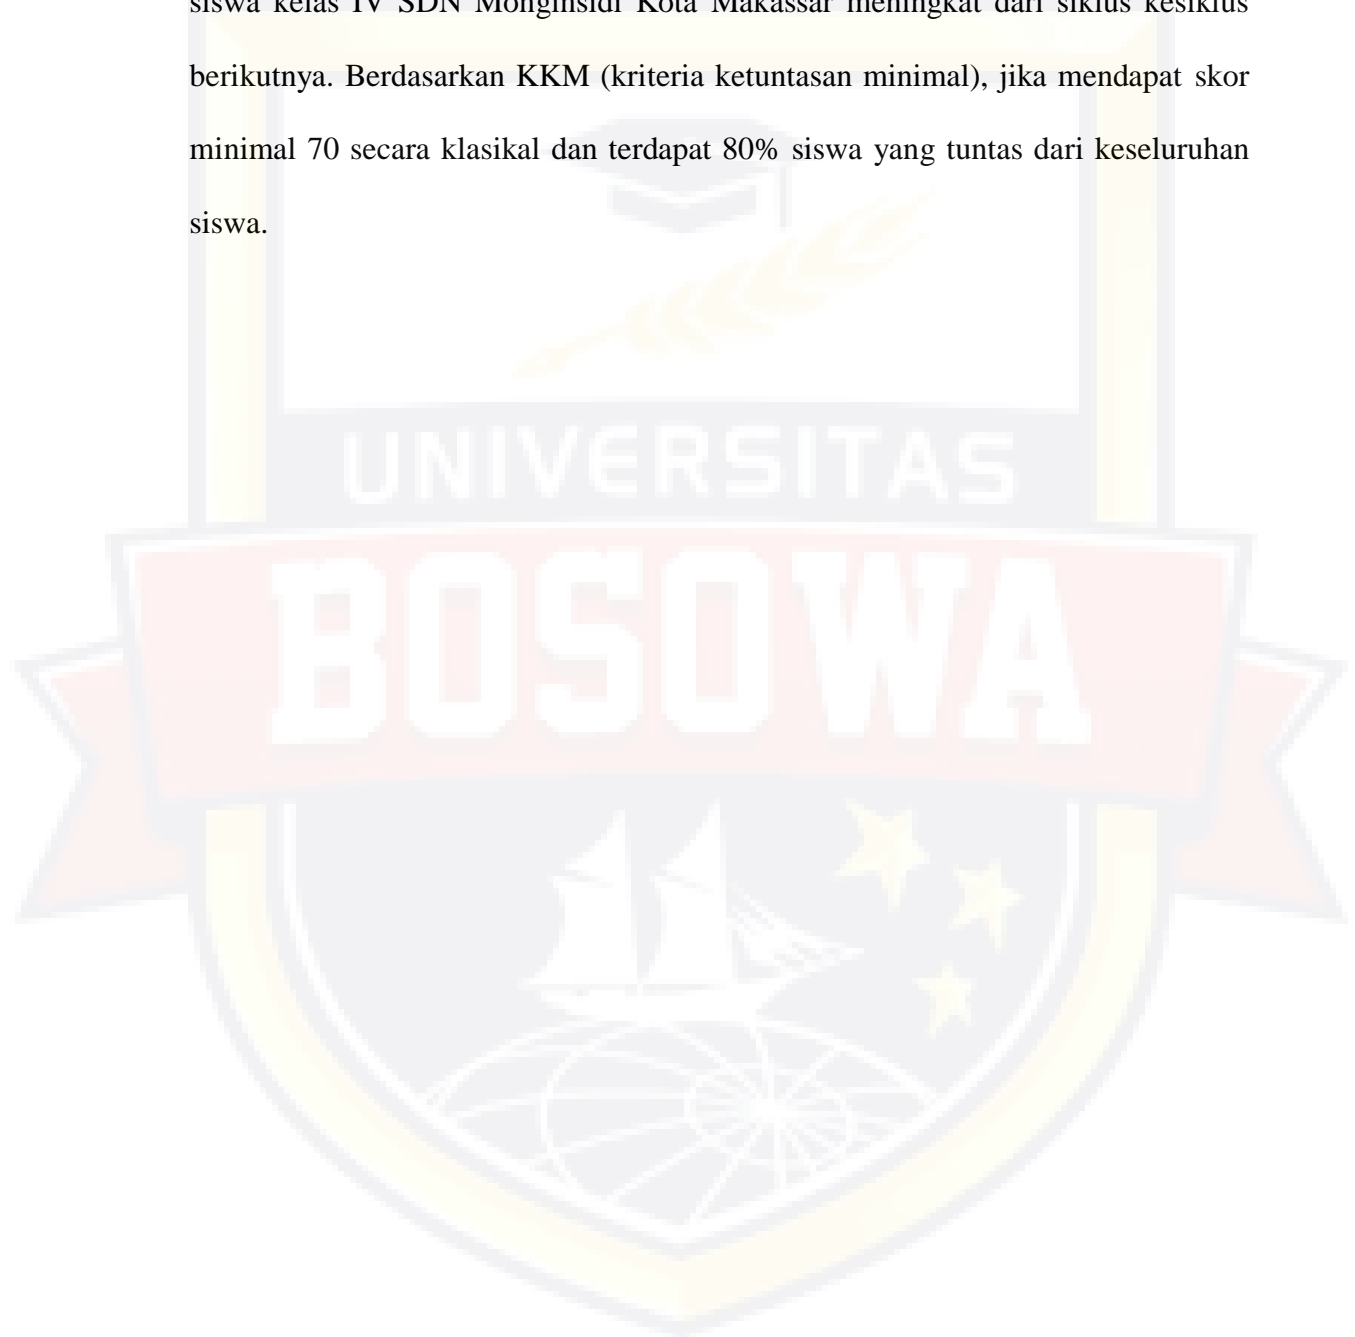 siswa kelas IV SDN Monginsidi Kota Makassar meningkat dari siklus kesiklus
berikutnya. Berdasarkan KKM (kriteria ketuntasan minimal), jika mendapat skor
minimal 70 secara klasikal dan terdapat 80% siswa yang tuntas dari keseluruhan
siswa.
UNIVERSITAS
BOSOWA